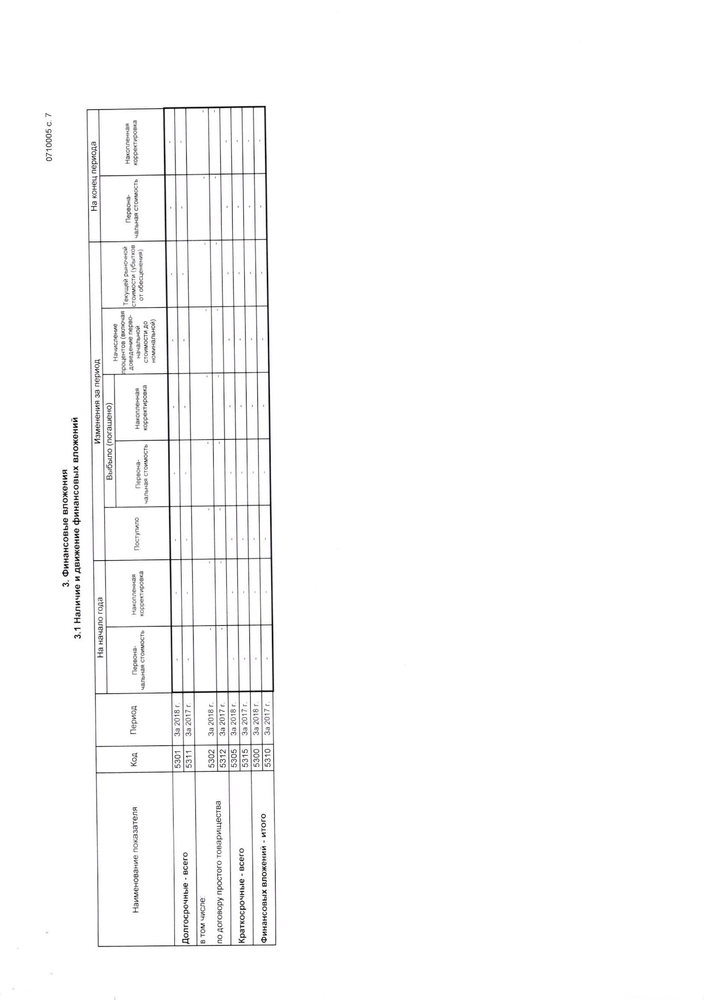 0710005 с. 7
3. Финансовые вложения
3.1 Наличие и движение финансовых вложений
Наименование показателя
Код
Период
На начало года
Изменения за период
На конец периода
Первона-
чальная стоимость
Накопленная
корректировка
Поступило
Выбыло (погашено)
Первона-
чальная стоимость
Накопленная
корректировка
Начисление
процентов (включая
доведение перво-
начальной
стоимости до
номинальной)
Текущей рыночной
стоимости (убытков
от обесценения)
Первона-
чальная стоимость
Накопленная
корректировка
Долгосрочные - всего
5301 За 2018 г. - - - - - - - - -
5311 За 2017 г. - - - - - - - - -
в том числе:
по договору простого товарищества
5302 За 2018 г. - - - - - - - - -
5312 За 2017 г. - - - - - - - - -
Краткосрочные - всего
5305 За 2018 г. - - - - - - - - -
5315 За 2017 г. - - - - - - - - -
Финансовых вложений - итого
5300 За 2018 г. - - - - - - - - -
5310 За 2017 г. - - - - - - - - -